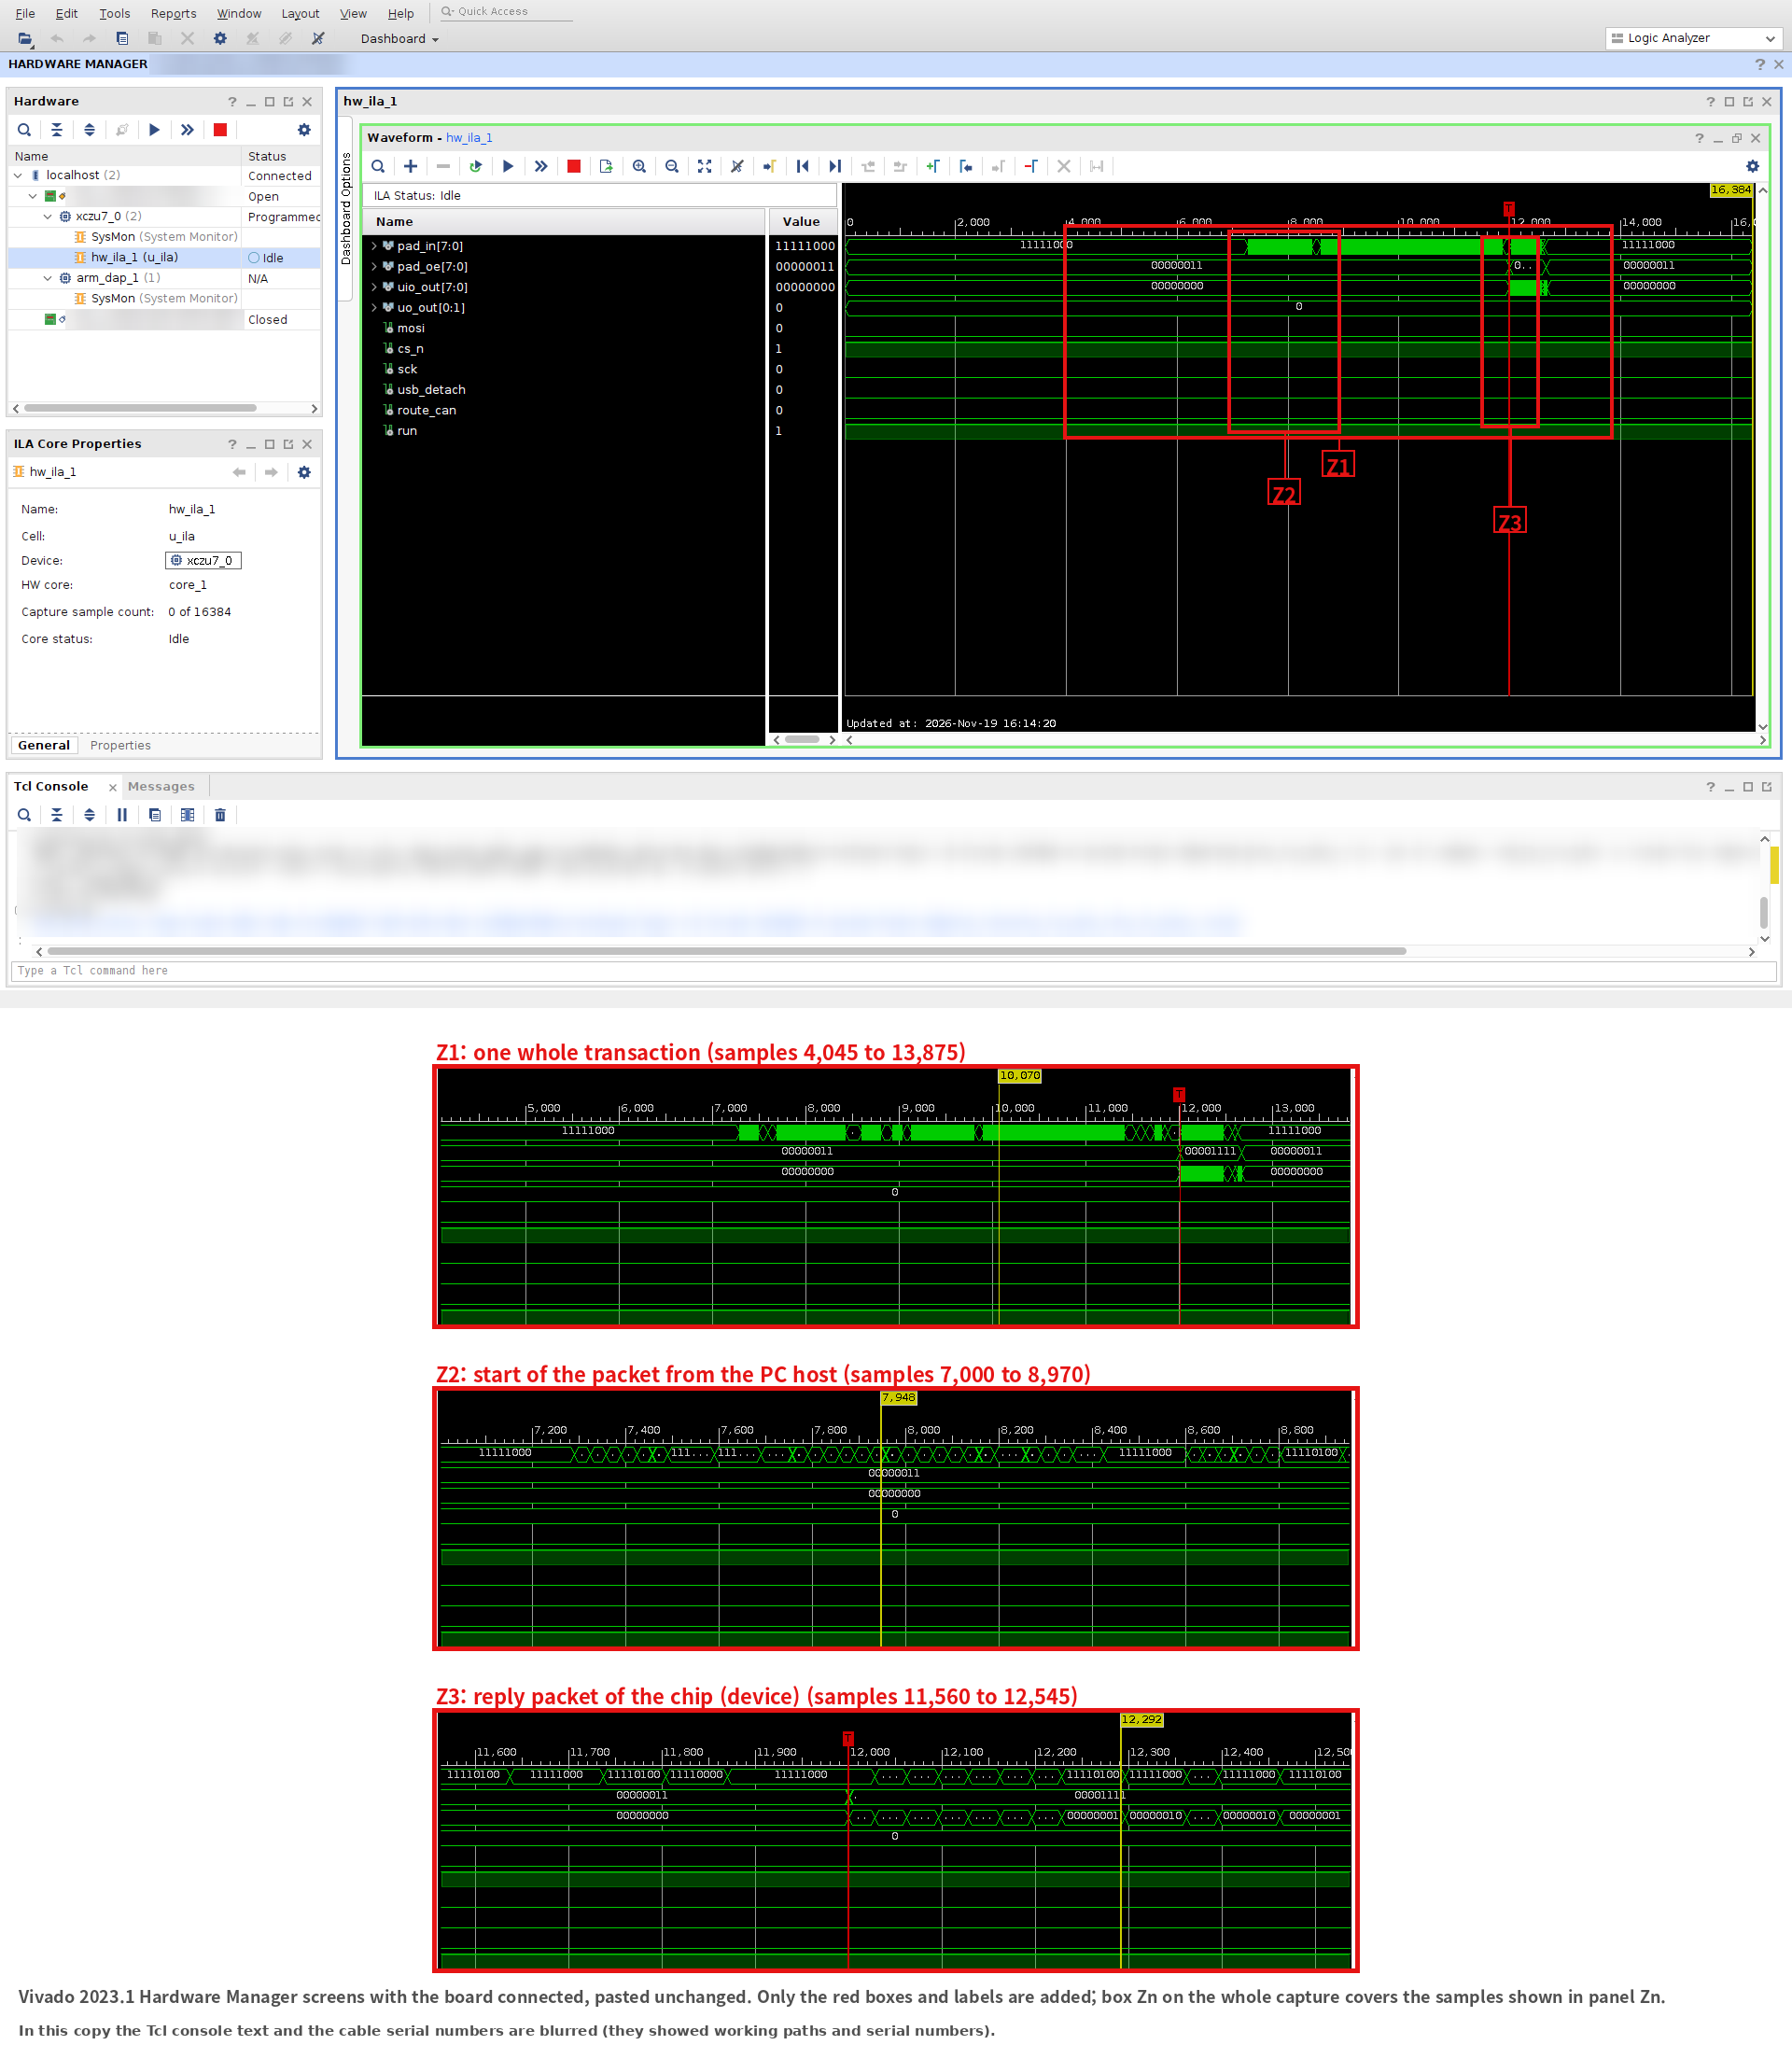 File Edit Tools Reports Window Layout View Help Quick Access
Dashboard Logic Analyzer
HARDWARE MANAGER
Hardware
Name Status
localhost (2) Connected
Open
xczu7_0 (2) Programmed
SysMon (System Monitor)
hw_ila_1 (u_ila) Idle
arm_dap_1 (1) N/A
SysMon (System Monitor)
Closed
ILA Core Properties
hw_ila_1
Name: hw_ila_1
Cell: u_ila
Device: xczu7_0
HW core: core_1
Capture sample count: 0 of 16384
Core status: Idle
General Properties
hw_ila_1
Dashboard Options
Waveform - hw_ila_1
ILA Status: Idle
Name Value
pad_in[7:0] 11111000
pad_oe[7:0] 00000011
uio_out[7:0] 00000000
uo_out[0:1] 0
mosi 0
cs_n 1
sck 0
usb_detach 0
route_can 0
run 1
16,384
T
0 2,000 4,000 6,000 8,000 10,000 12,000 14,000 16,
11111000 11111000
00000011 0.. 00000011
00000000 00000000
0
Z1
Z2
Z3
Updated at: 2026-Nov-19 16:14:20
Tcl Console Messages
Type a Tcl command here
Z1: one whole transaction (samples 4,045 to 13,875)
10,070
T
5,000 6,000 7,000 8,000 9,000 10,000 11,000 12,000 13,000
11111000 11111000
00000011 00001111 00000011
00000000 00000000
0
Z2: start of the packet from the PC host (samples 7,000 to 8,970)
7,948
7,200 7,400 7,600 7,800 8,000 8,200 8,400 8,600 8,800
11111000 111... 111... 11111000 11110100
00000011
00000000
0
Z3: reply packet of the chip (device) (samples 11,560 to 12,545)
12,292
T
11,600 11,700 11,800 11,900 12,000 12,100 12,200 12,300 12,400 12,500
11110100 11111000 11110100 11110000 11111000 ... ... ... ... ... ... 11110100 11111000 ... 11111000 11110100
00000011 00001111
00000000 ... ... ... ... ... ... 00000001 00000010 ... 00000010 00000001
0
Vivado 2023.1 Hardware Manager screens with the board connected, pasted unchanged. Only the red boxes and labels are added; box Zn on the whole capture covers the samples shown in panel Zn.
In this copy the Tcl console text and the cable serial numbers are blurred (they showed working paths and serial numbers).